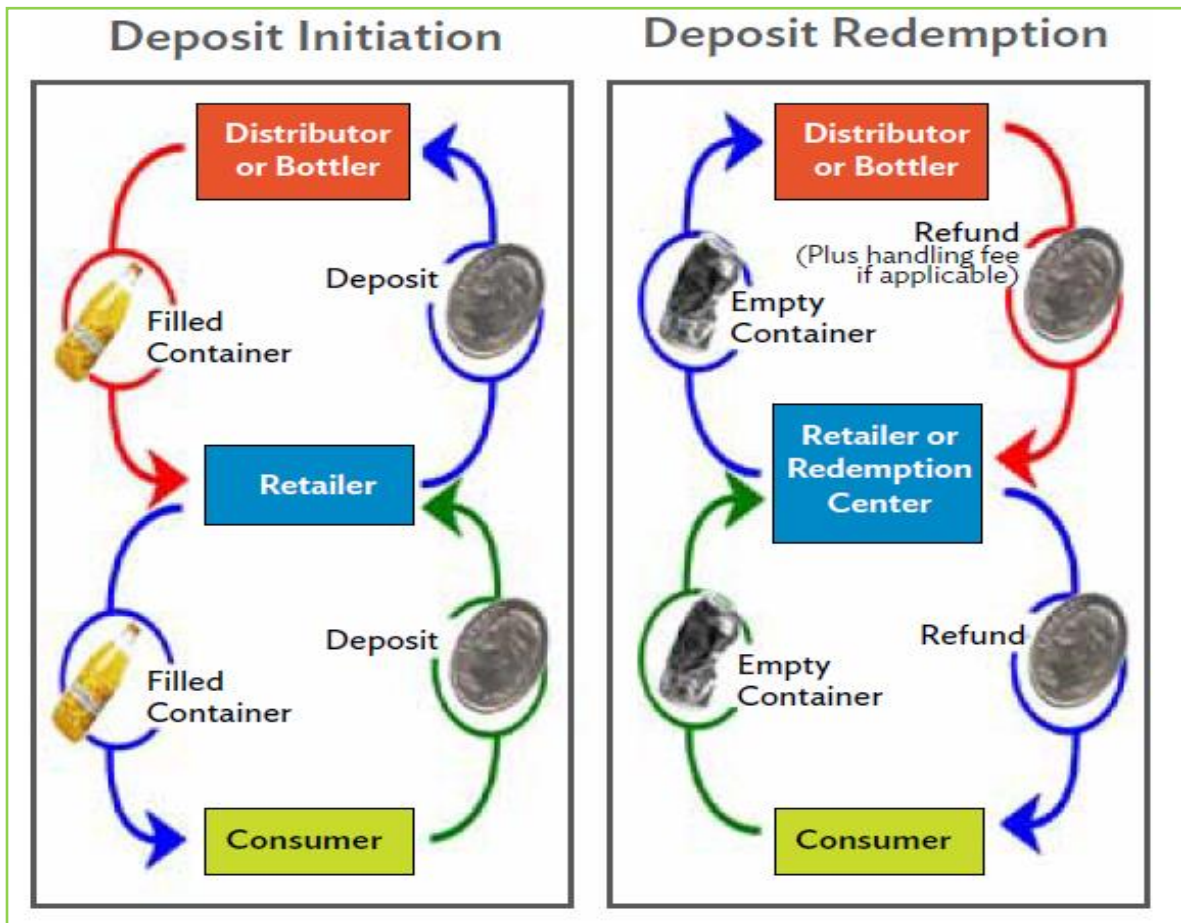 Deposit Initiation
Distributor
or Bottler
Deposit
Filled
Container
Retailer
Deposit
Filled
Container
Consumer
Deposit Redemption
Distributor
or Bottler
Refund
(Plus handling fee
if applicable)
Empty
Container
Retailer or
Redemption
Center
Refund
Empty
Container
Consumer